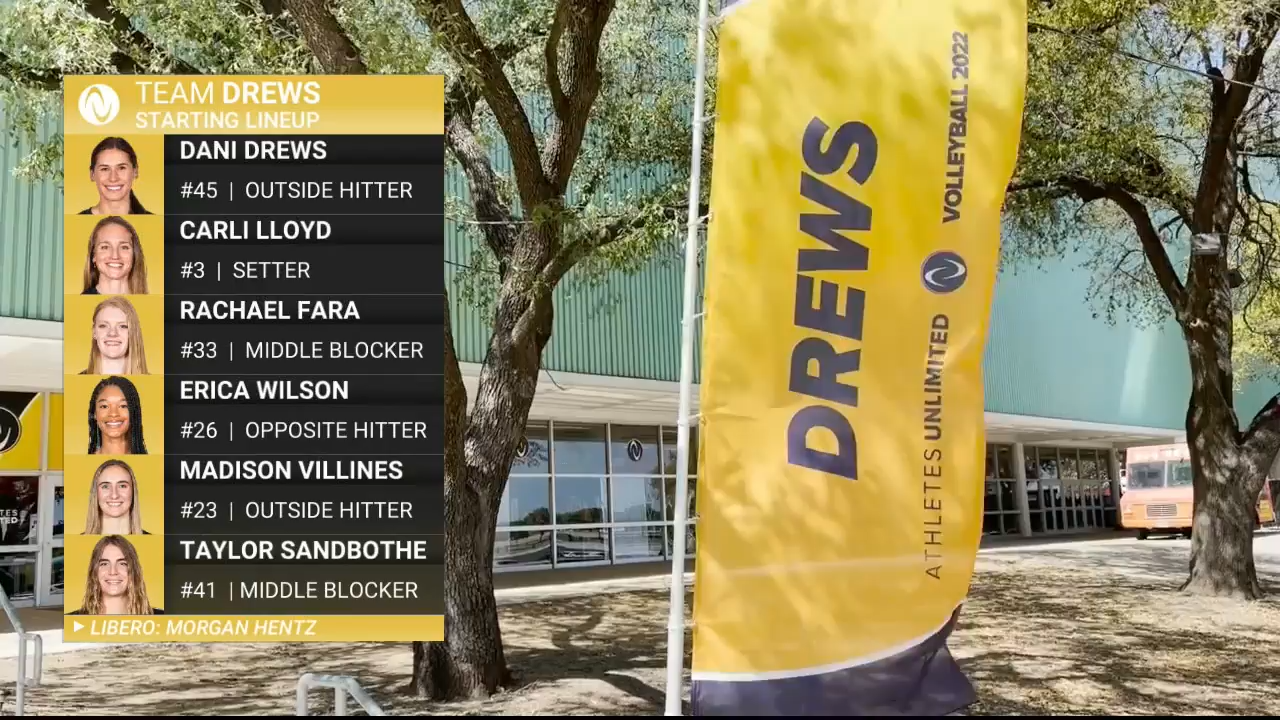 TEAM DREWS
STARTING LINEUP
DANI DREWS
#45 | OUTSIDE HITTER
CARLI LLOYD
#3 | SETTER
RACHAEL FARA
#33 | MIDDLE BLOCKER
ERICA WILSON
#26 | OPPOSITE HITTER
MADISON VILLINES
#23 | OUTSIDE HITTER
TAYLOR SANDBOTHE
#41 | MIDDLE BLOCKER
LIBERO: MORGAN HENTZ
DREWS
ATHLETES UNLIMITED VOLLEYBALL 2022